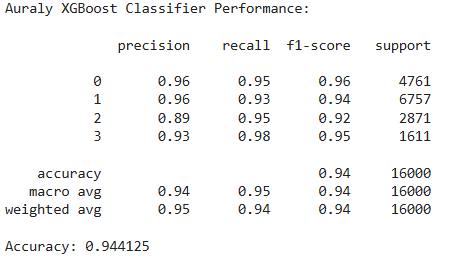 Auraly XGBoost Classifier Performance:
precision recall f1-score support
0 0.96 0.95 0.96 4761
1 0.96 0.93 0.94 6757
2 0.89 0.95 0.92 2871
3 0.93 0.98 0.95 1611
accuracy 0.94 16000
macro avg 0.94 0.95 0.94 16000
weighted avg 0.95 0.94 0.94 16000
Accuracy: 0.944125